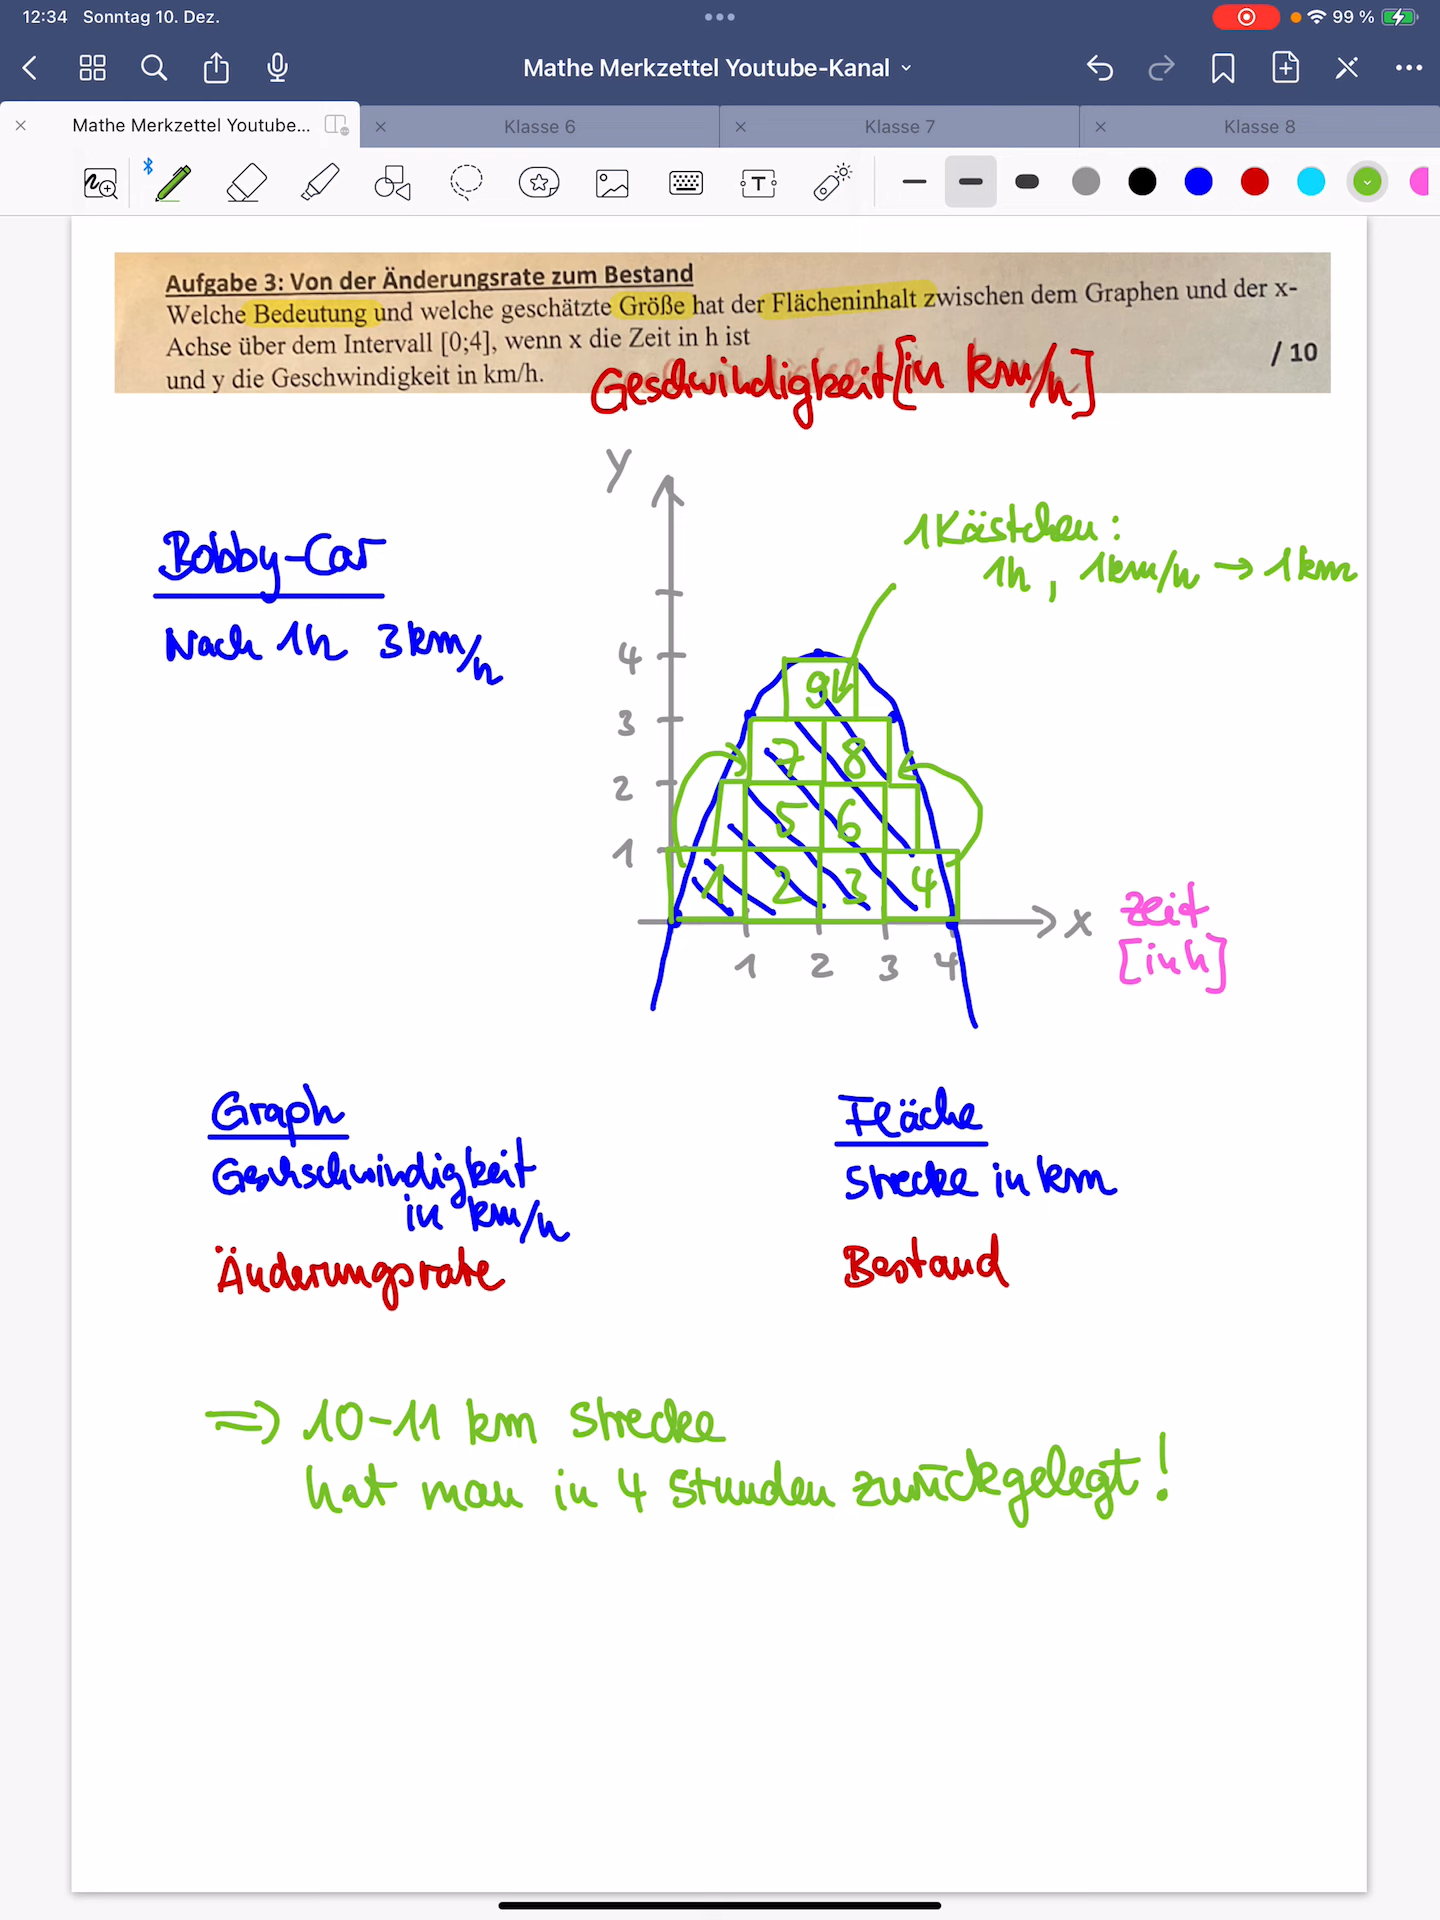 12:34 Sonntag 10. Dez.
99 %
Mathe Merkzettel Youtube-Kanal
Mathe Merkzettel Youtube...
Klasse 6
Klasse 7
Klasse 8
T
Aufgabe 3: Von der Änderungsrate zum Bestand
Welche Bedeutung und welche geschätzte Größe hat der Flächeninhalt zwischen dem Graphen und der x-
Achse über dem Intervall [0;4], wenn x die Zeit in h ist
und y die Geschwindigkeit in km/h.
/ 10
Geschwindigkeit [in km/h]
y
1 Kästchen:
1h, 1km/h → 1km
Bobby-Car
Nach 1h 3km/h
4
3
2
1
9
7 8
5 6
1 2 3 4
x
1 2 3 4
Zeit
[in h]
Graph
Geschschwindigkeit
in km/h
Änderungsrate
Fläche
Strecke in km
Bestand
⇒ 10-11 km Strecke
hat man in 4 Stunden zurückgelegt!